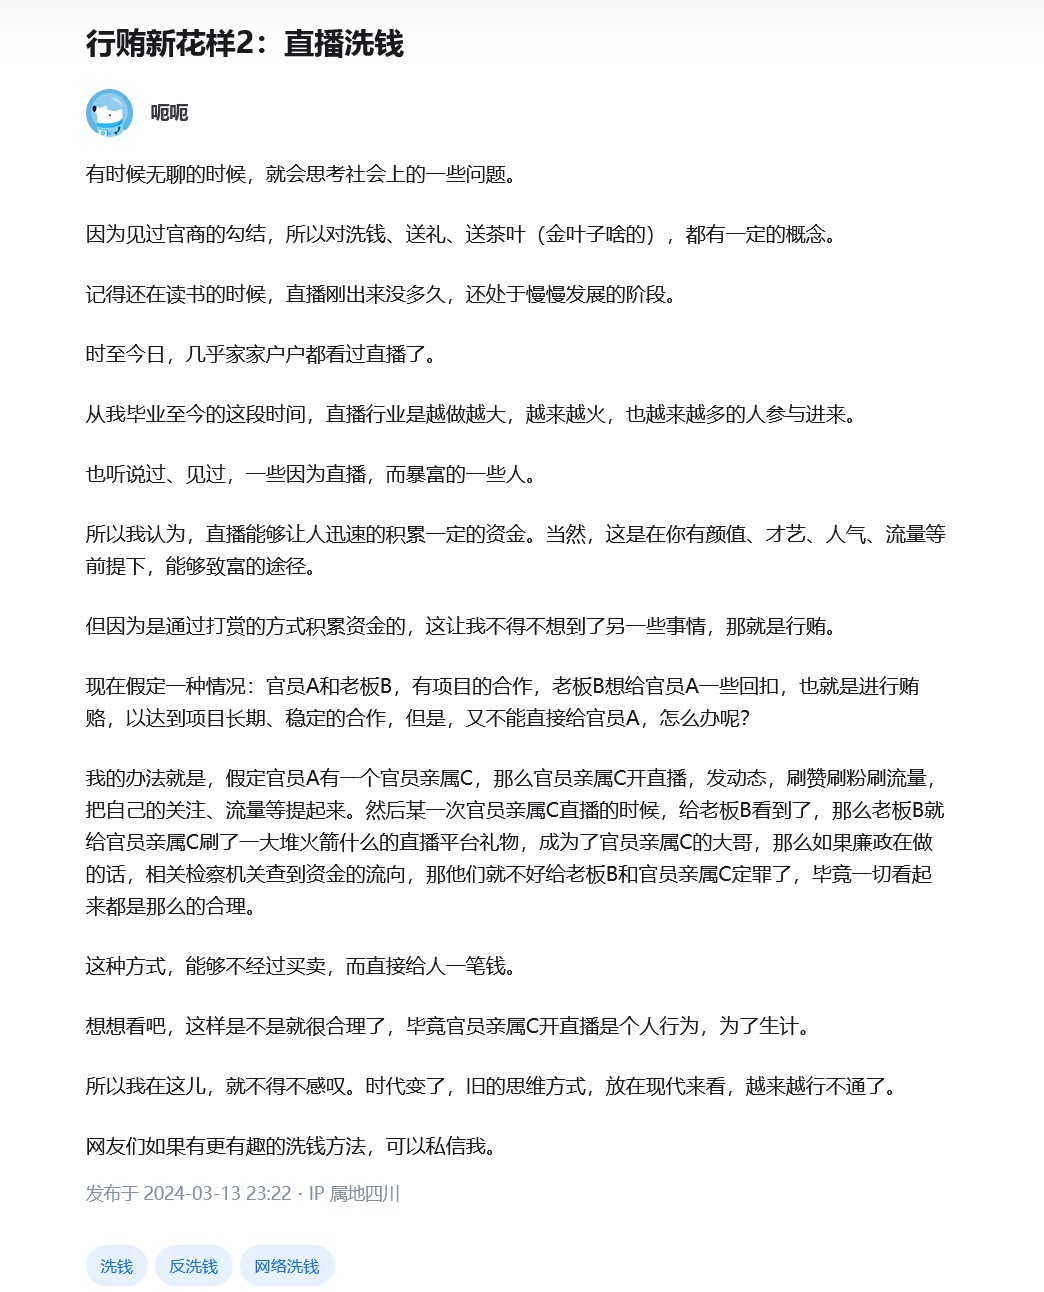 行贿新花样2：直播洗钱
呃呃
有时候无聊的时候，就会思考社会上的一些问题。
因为见过官商的勾结，所以对洗钱、送礼、送茶叶（金叶子啥的），都有一定的概念。
记得还在读书的时候，直播刚出来没多久，还处于慢慢发展的阶段。
时至今日，几乎家家户户都看过直播了。
从我毕业至今的这段时间，直播行业是越做越大，越来越火，也越来越多的人参与进来。
也听说过、见过，一些因为直播，而暴富的一些人。
所以我认为，直播能够让人迅速的积累一定的资金。当然，这是在你有颜值、才艺、人气、流量等
前提下，能够致富的途径。
但因为是通过打赏的方式积累资金的，这让我不得不想到了另一些事情，那就是行贿。
现在假定一种情况：官员A和老板B，有项目的合作，老板B想给官员A一些回扣，也就是进行贿
赂，以达到项目长期、稳定的合作，但是，又不能直接给官员A，怎么办呢？
我的办法就是，假定官员A有一个官员亲属C，那么官员亲属C开直播，发动态，刷赞刷粉刷流量，
把自己的关注、流量等提起来。然后某一次官员亲属C直播的时候，给老板B看到了，那么老板B就
给官员亲属C刷了一大堆火箭什么的直播平台礼物，成为了官员亲属C的大哥，那么如果廉政在做
的话，相关检察机关查到资金的流向，那他们就不好给老板B和官员亲属C定罪了，毕竟一切看起
来都是那么的合理。
这种方式，能够不经过买卖，而直接给人一笔钱。
想想看吧，这样是不是就很合理了，毕竟官员亲属C开直播是个人行为，为了生计。
所以我在这儿，就不得不感叹。时代变了，旧的思维方式，放在现代来看，越来越行不通了。
网友们如果有更有趣的洗钱方法，可以私信我。
发布于 2024-03-13 23:22 · IP 属地四川
洗钱 反洗钱 网络洗钱